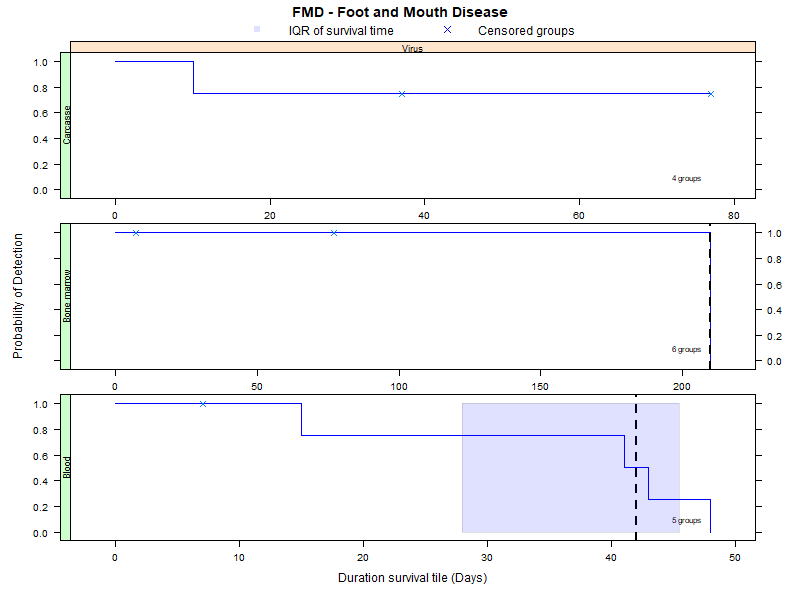 FMD - Foot and Mouth Disease
IQR of survival time
Censored groups
Virus
Carcasse
1.0
0.8
0.6
0.4
0.2
0.0
4 groups
0 20 40 60 80
Probability of Detection
Bone marrow
1.0
0.8
0.6
0.4
0.2
0.0
6 groups
0 50 100 150 200
Blood
1.0
0.8
0.6
0.4
0.2
0.0
5 groups
0 10 20 30 40 50
Duration survival tile (Days)